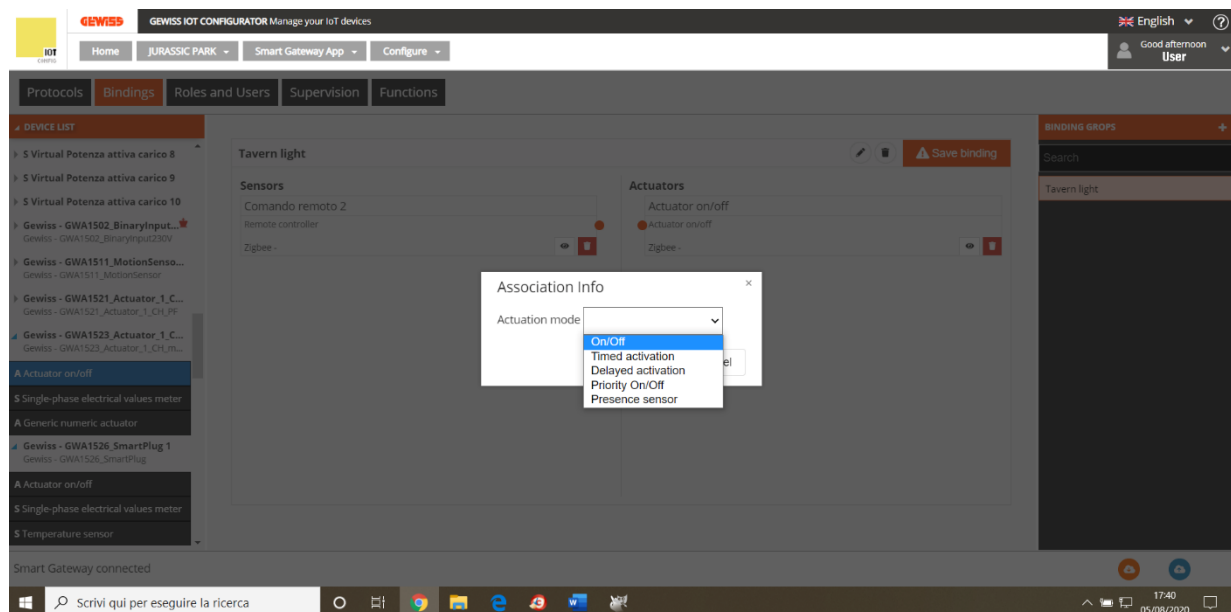 GEWISS
GEWISS IOT CONFIGURATOR Manage your IoT devices
English
?
IOT
Home
JURASSIC PARK
Smart Gateway App
Configure
Good afternoon
User
Protocols
Bindings
Roles and Users
Supervision
Functions
DEVICE LIST
S Virtual Potenza attiva carico 8
S Virtual Potenza attiva carico 9
S Virtual Potenza attiva carico 10
Gewiss - GWA1502_BinaryInput...
Gewiss - GWA1502_BinaryInput230V
Gewiss - GWA1511_MotionSenso...
Gewiss - GWA1511_MotionSensor
Gewiss - GWA1521_Actuator_1_C...
Gewiss - GWA1521_Actuator_1_CH_PF
Gewiss - GWA1523_Actuator_1_C...
Gewiss - GWA1523_Actuator_1_CH_m...
A Actuator on/off
S Single-phase electrical values meter
A Generic numeric actuator
Gewiss - GWA1526_SmartPlug 1
Gewiss - GWA1526_SmartPlug
A Actuator on/off
S Single-phase electrical values meter
S Temperature sensor
Tavern light
Save binding
Sensors
Comando remoto 2
Remote controller
Zigbee -
Actuators
Actuator on/off
Actuator on/off
Zigbee -
Association Info
×
Actuation mode
On/Off
Timed activation
Delayed activation
Priority On/Off
Presence sensor
el
BINDING GROPS
+
Search
Tavern light
Smart Gateway connected
Scrivi qui per eseguire la ricerca
17:40
05/08/2020